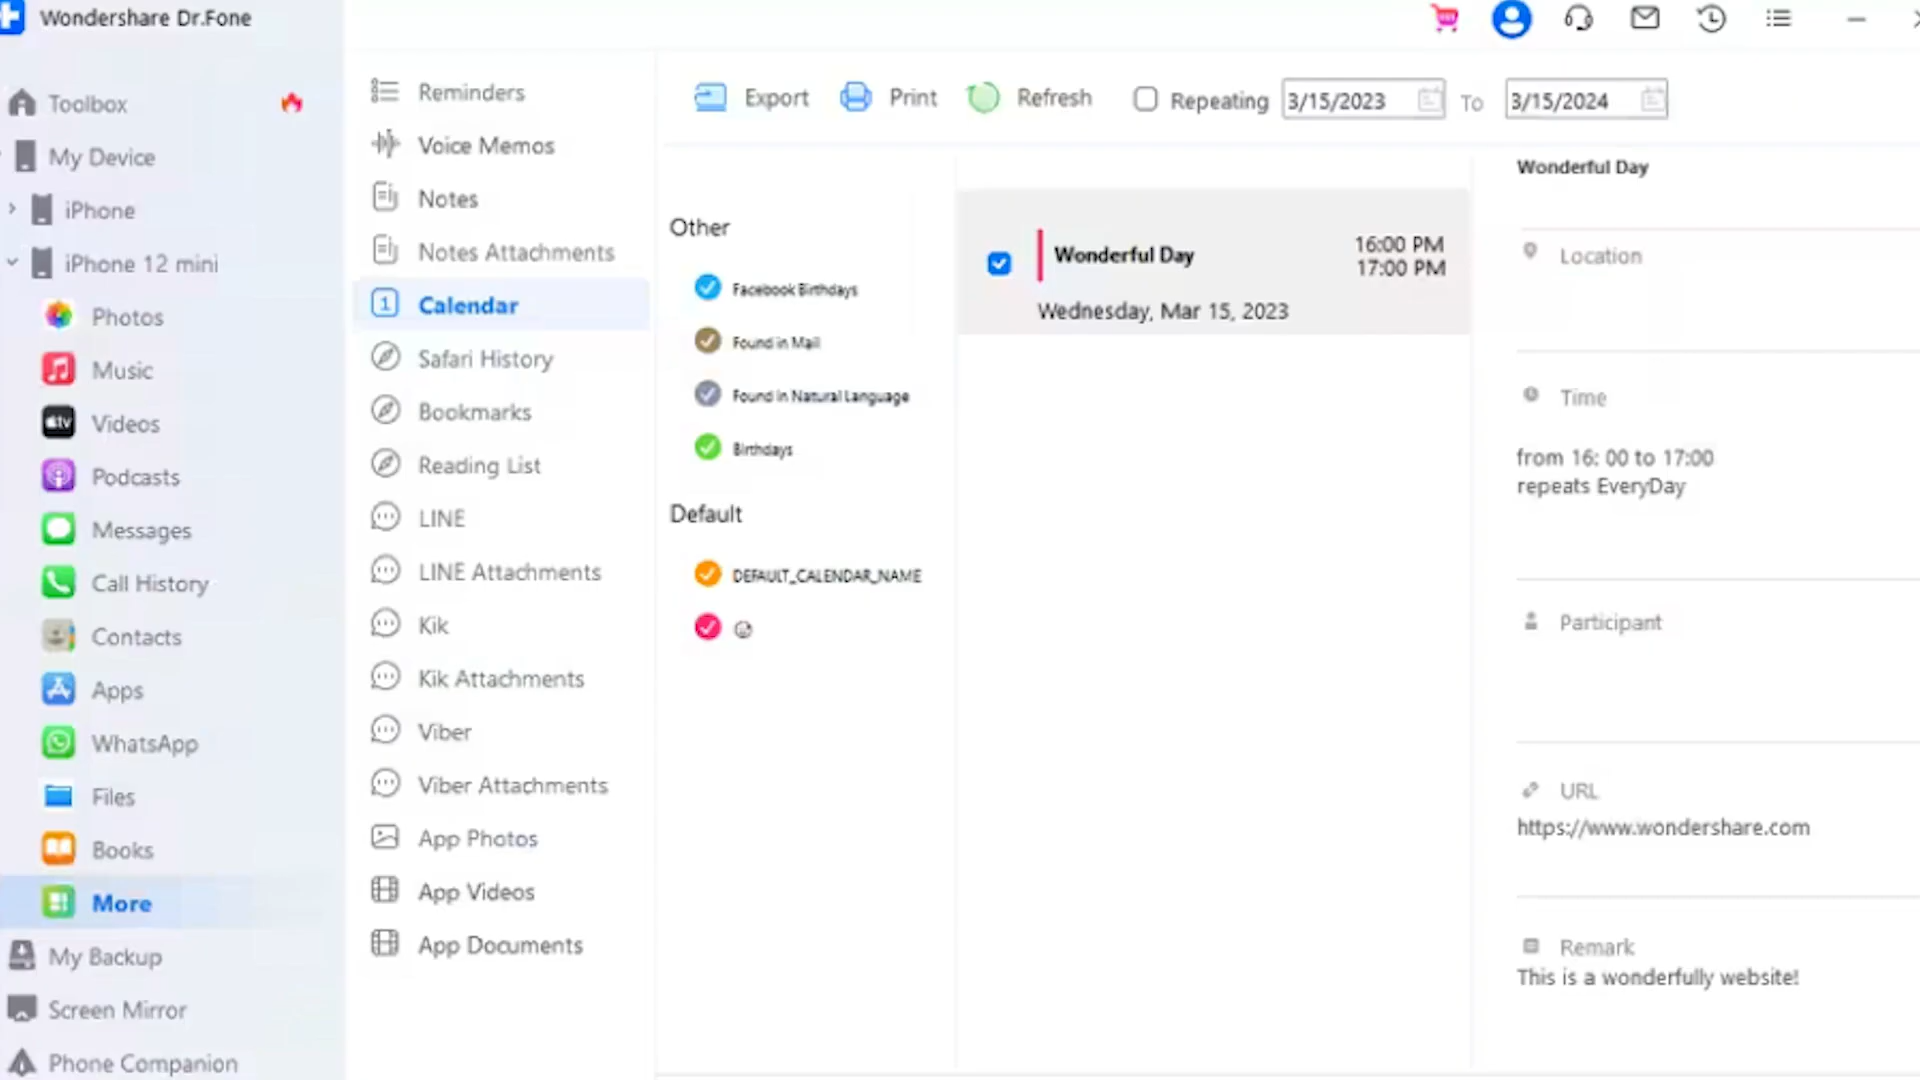 Wondershare Dr.Fone
Toolbox
My Device
iPhone
iPhone 12 mini
Photos
Music
Videos
Podcasts
Messages
Call History
Contacts
Apps
WhatsApp
Files
Books
More
My Backup
Screen Mirror
Phone Companion
Reminders
Voice Memos
Notes
Notes Attachments
1 Calendar
Safari History
Bookmarks
Reading List
LINE
LINE Attachments
Kik
Kik Attachments
Viber
Viber Attachments
App Photos
App Videos
App Documents
Export Print Refresh Repeating 3/15/2023 To 3/15/2024
Other
Facebook Birthdays
Found in Mail
Found in Natural Language
Birthdays
Default
DEFAULT_CALENDAR_NAME
Wonderful Day 16:00 PM
17:00 PM
Wednesday, Mar 15, 2023
Wonderful Day
Location
Time
from 16: 00 to 17:00
repeats EveryDay
Participant
URL
https://www.wondershare.com
Remark
This is a wonderfully website!